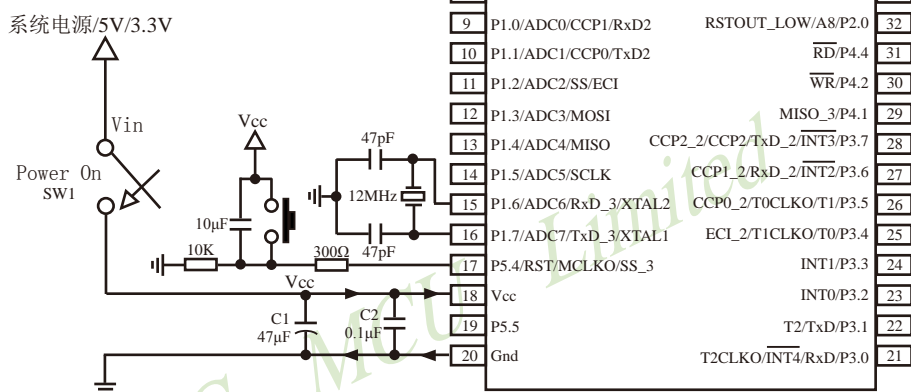 系统电源/5V/3.3V
Vin
Power On
SW1
Vcc
10μF
10K
300Ω
47pF
12MHz
47pF
Vcc
C1
47μF
C2
0.1μF
9 P1.0/ADC0/CCP1/RxD2
10 P1.1/ADC1/CCP0/TxD2
11 P1.2/ADC2/SS/ECI
12 P1.3/ADC3/MOSI
13 P1.4/ADC4/MISO
14 P1.5/ADC5/SCLK
15 P1.6/ADC6/RxD_3/XTAL2
16 P1.7/ADC7/TxD_3/XTAL1
17 P5.4/RST/MCLKO/SS_3
18 Vcc
19 P5.5
20 Gnd
RSTOUT_LOW/A8/P2.0 32
RD/P4.4 31
WR/P4.2 30
MISO_3/P4.1 29
CCP2_2/CCP2/TxD_2/INT3/P3.7 28
CCP1_2/RxD_2/INT2/P3.6 27
CCP0_2/T0CLKO/T1/P3.5 26
ECI_2/T1CLKO/T0/P3.4 25
INT1/P3.3 24
INT0/P3.2 23
T2/TxD/P3.1 22
T2CLKO/INT4/RxD/P3.0 21
MCU Limited